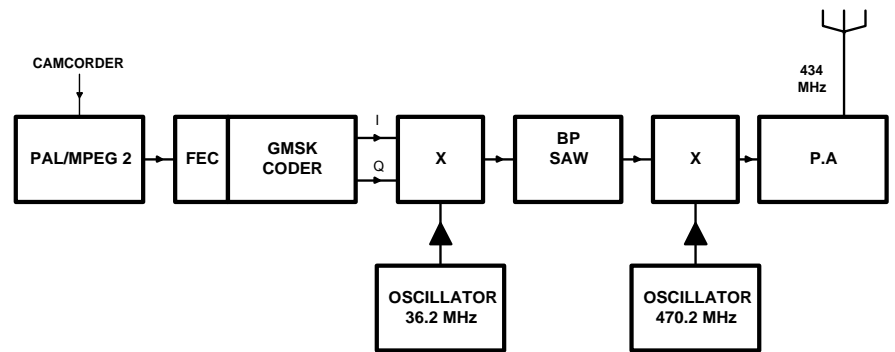 CAMCORDER
434
MHz
PAL/MPEG 2
FEC
GMSK
CODER
I
Q
X
BP
SAW
X
P.A
OSCILLATOR
36.2 MHz
OSCILLATOR
470.2 MHz